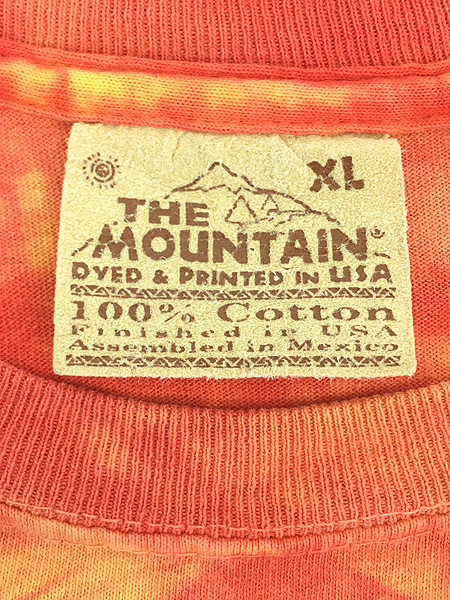 XL
THE
MOUNTAIN®
DYED & PRINTED IN USA
100% Cotton
Finished in USA
Assembled in Mexico